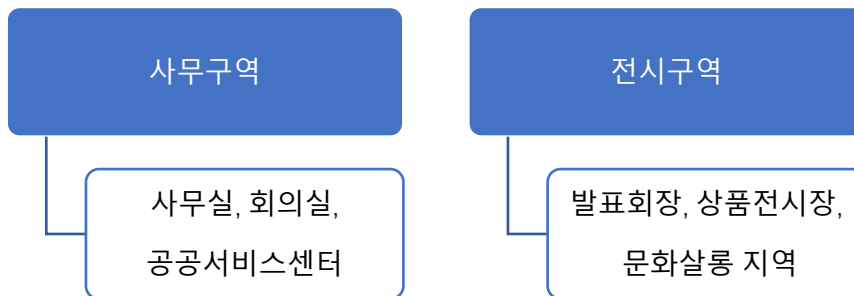 사무구역
사무실, 회의실,
공공서비스센터
전시구역
발표회장, 상품전시장,
문화살롱 지역